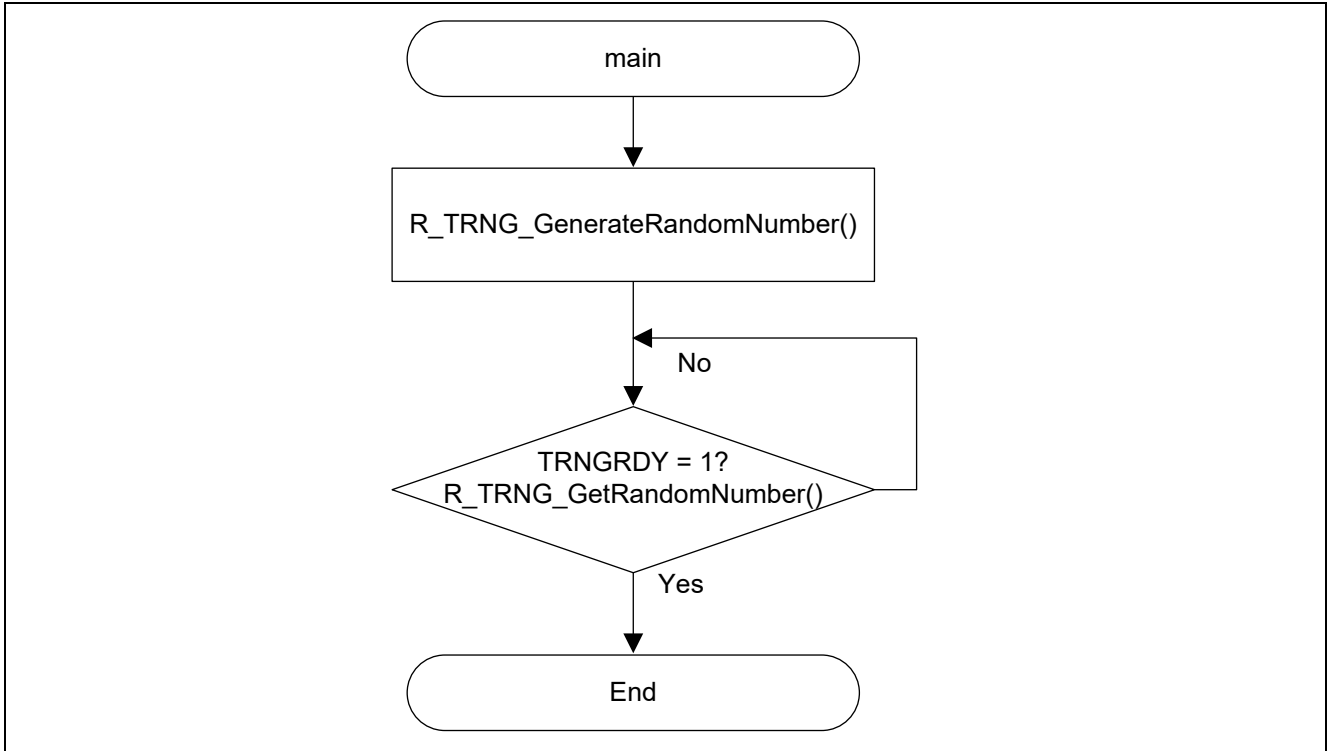 main
R_TRNG_GenerateRandomNumber()
No
TRNGRDY = 1?
R_TRNG_GetRandomNumber()
Yes
End